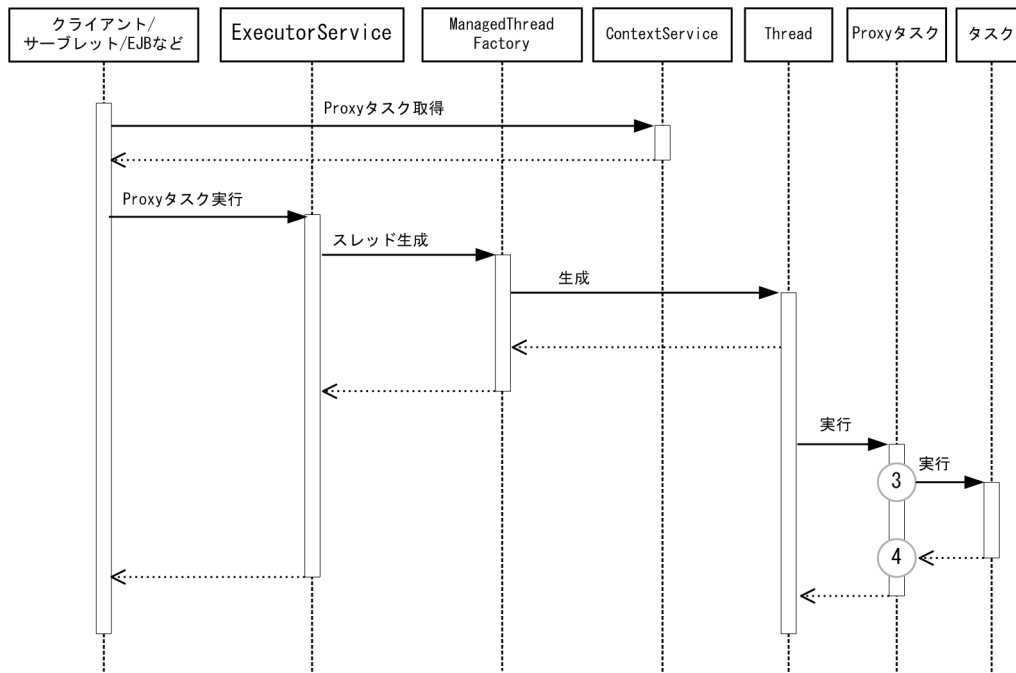 クライアント/
サーブレット/EJBなど
ExecutorService
ManagedThread
Factory
ContextService
Thread
Proxyタスク
タスク
Proxyタスク取得
Proxyタスク実行
スレッド生成
生成
実行
実行
3
4